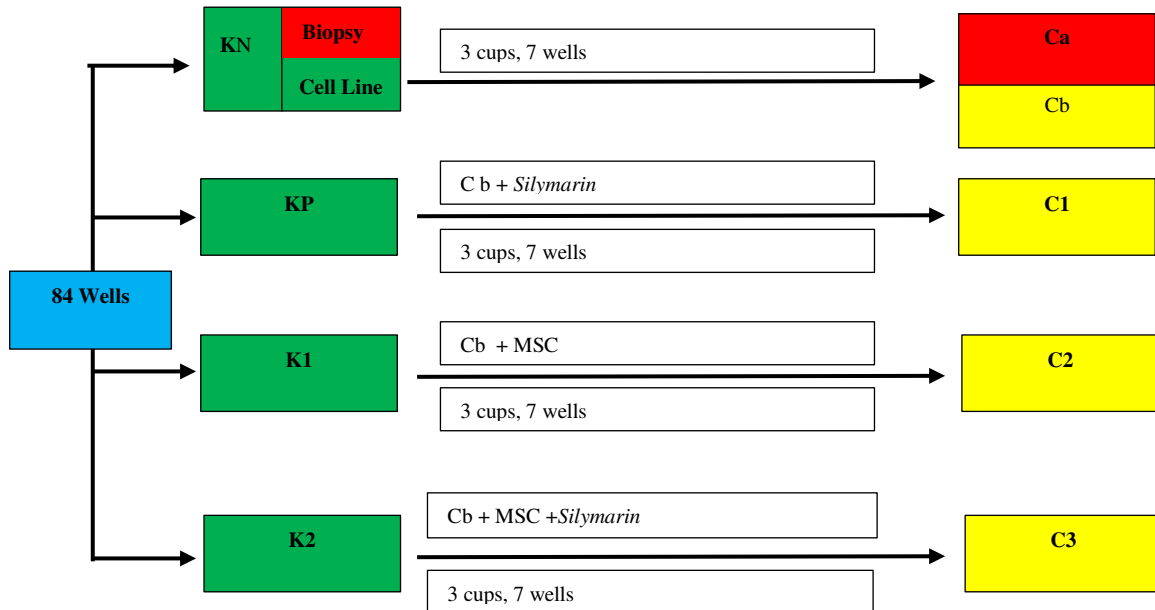 KN
Biopsy
Cell Line
3 cups, 7 wells
Ca
Cb
KP
C b + Silymarin
3 cups, 7 wells
C1
84 Wells
K1
Cb + MSC
3 cups, 7 wells
C2
K2
Cb + MSC +Silymarin
3 cups, 7 wells
C3